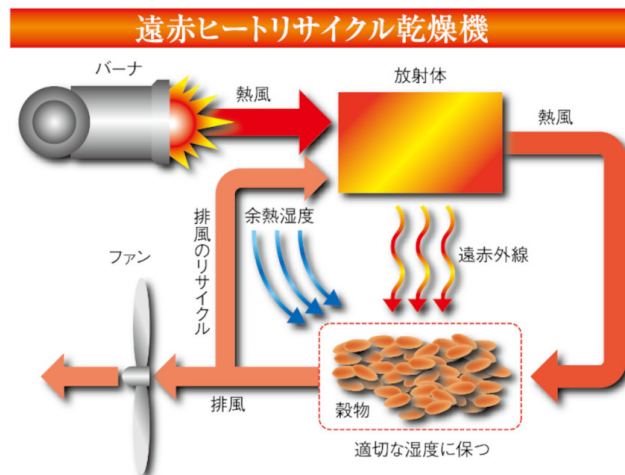 遠赤ヒートリサイクル乾燥機
バーナ
熱風
放射体
熱風
排風のリサイクル
余熱湿度
遠赤外線
ファン
排風
穀物
適切な湿度に保つ